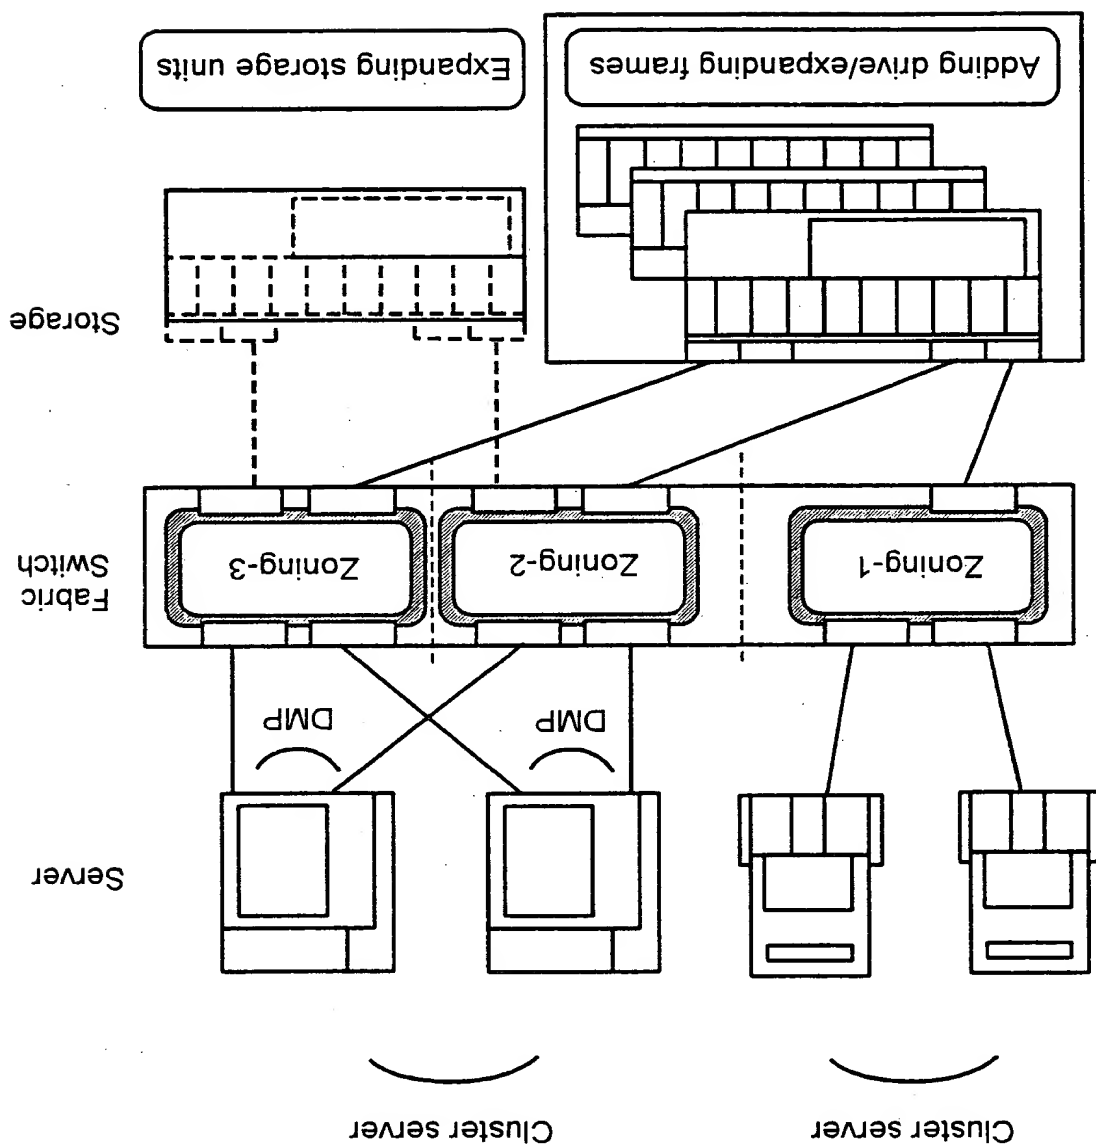 Cluster server
Cluster server
Server
DMP
DMP
Fabric
Switch
Zoning-1
Zoning-2
Zoning-3
Storage
Adding drive/expanding frames
Expanding storage units